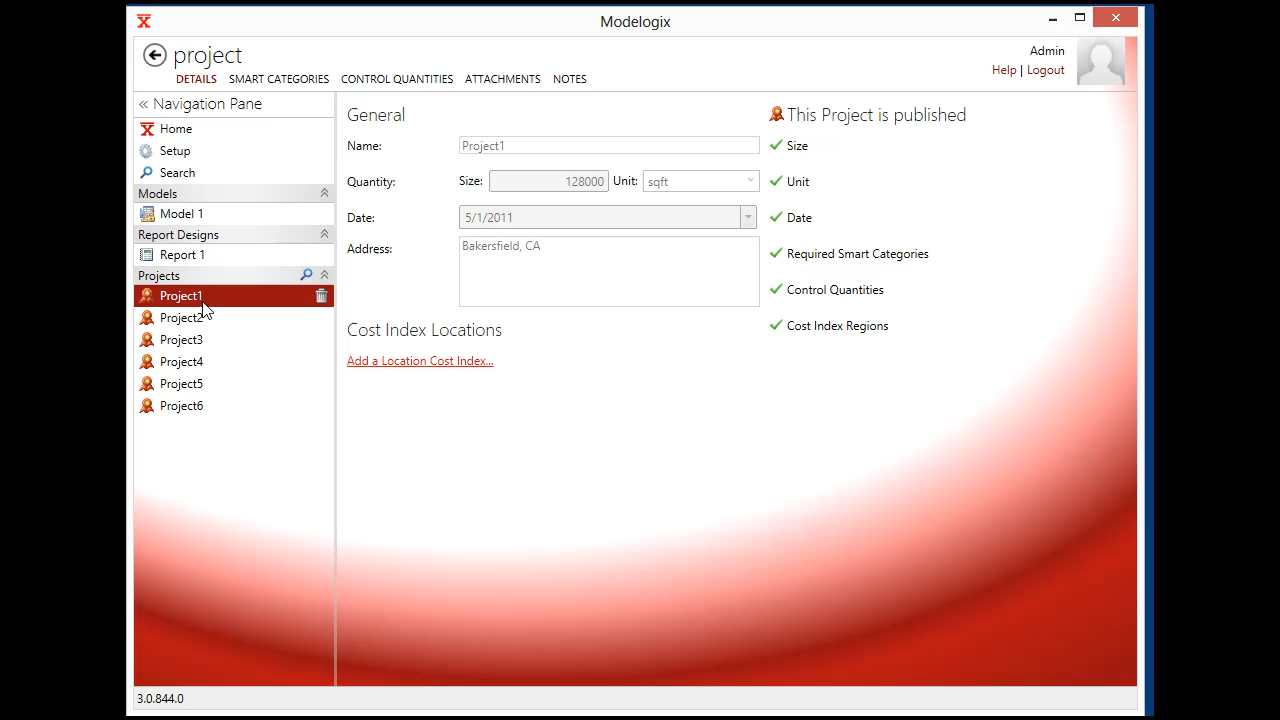 Modelogix
project
DETAILS SMART CATEGORIES CONTROL QUANTITIES ATTACHMENTS NOTES
Admin
Help | Logout
« Navigation Pane
Home
Setup
Search
Models
Model 1
Report Designs
Report 1
Projects
Project1
Project2
Project3
Project4
Project5
Project6
General
Name: Project1
Quantity: Size: 128000 Unit: sqft
Date: 5/1/2011
Address: Bakersfield, CA
Cost Index Locations
Add a Location Cost Index...
This Project is published
Size
Unit
Date
Required Smart Categories
Control Quantities
Cost Index Regions
3.0.844.0